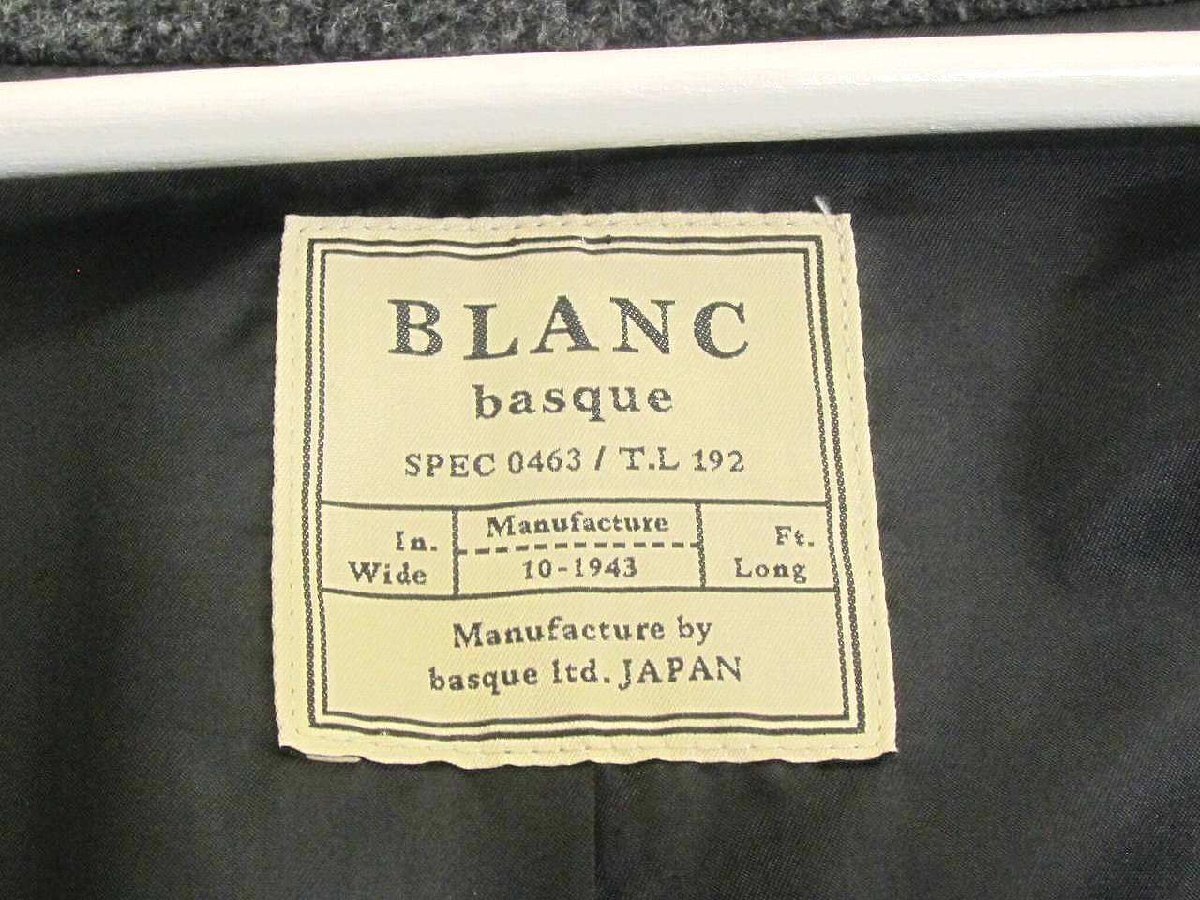 BLANC
basque
SPEC 0463 / T.L 192
In.
Wide
Manufacture
10-1943
Ft.
Long
Manufacture by
basque ltd. JAPAN